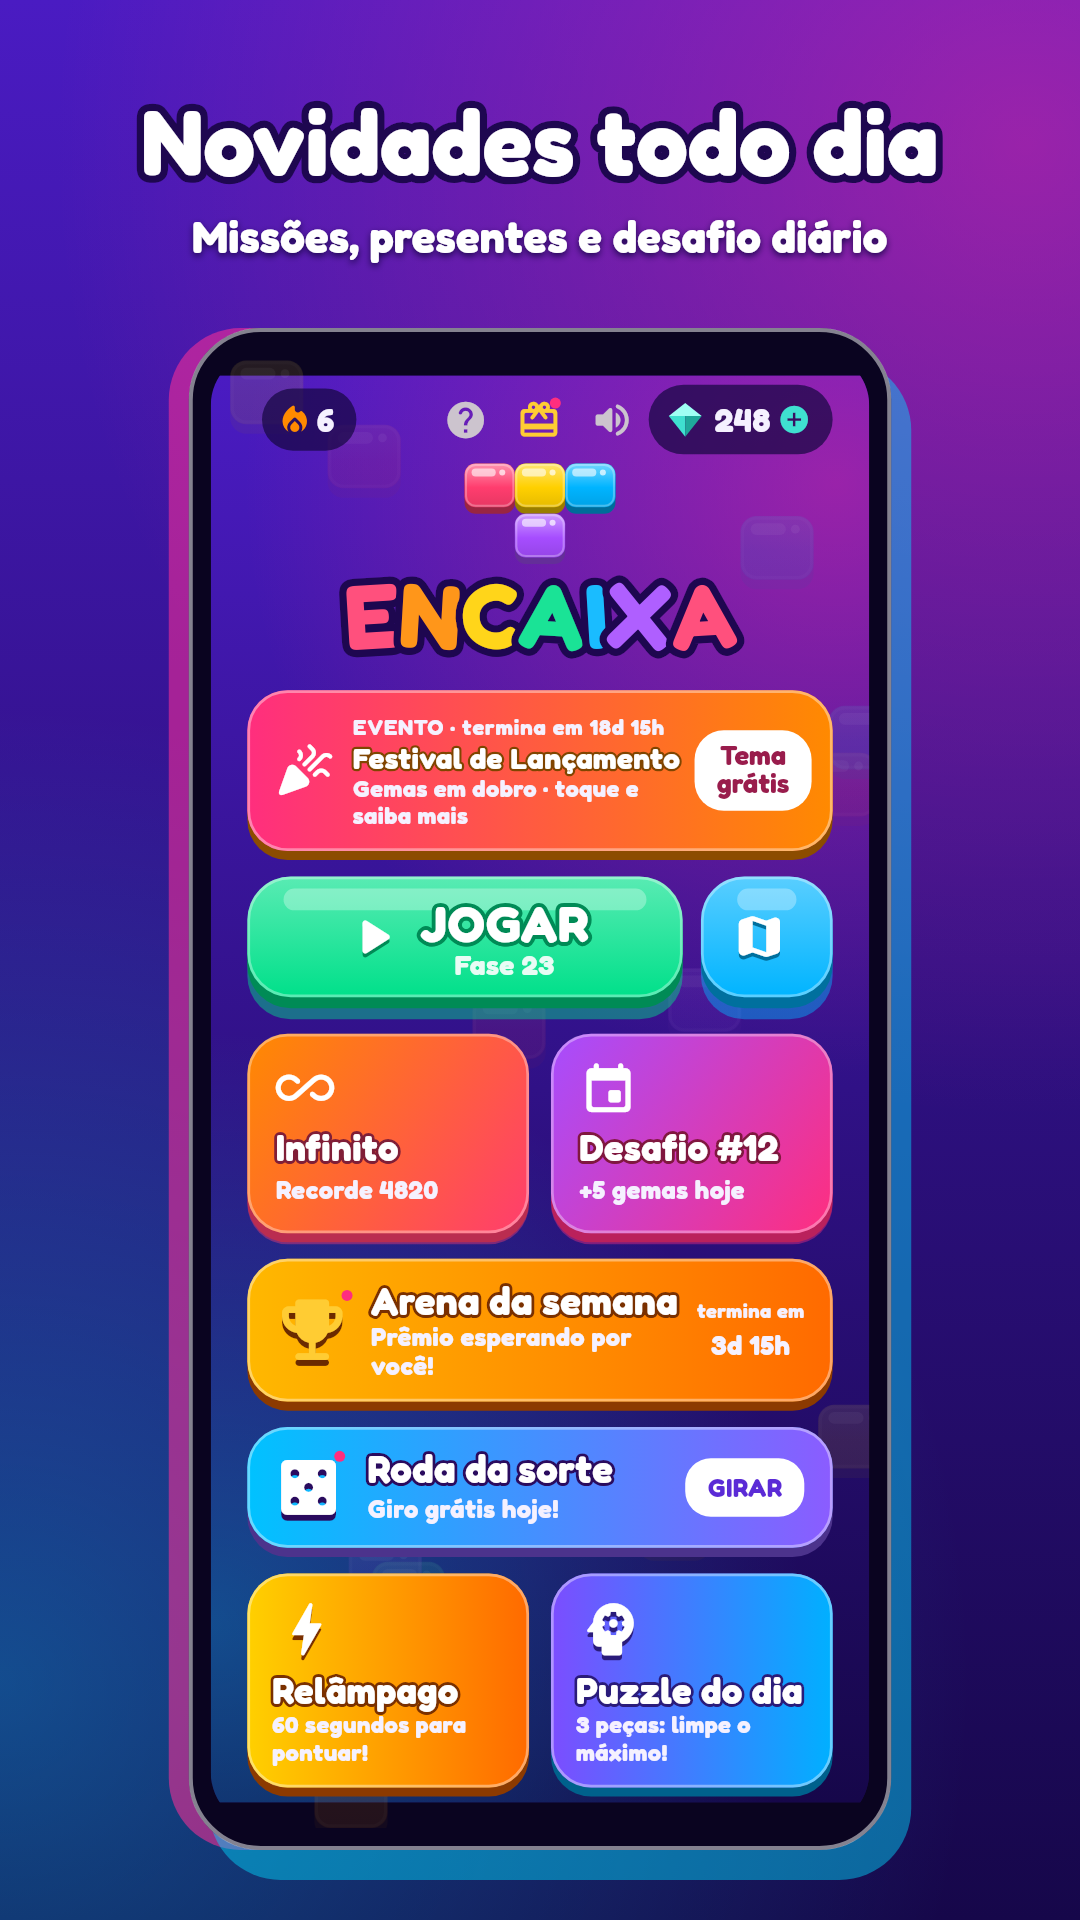 Novidades todo dia
Missões, presentes e desafio diário
6
248
ENCAIXA
EVENTO · termina em 18d 15h
Festival de Lançamento
Gemas em dobro · toque e
saiba mais
Tema
grátis
JOGAR
Fase 23
Infinito
Recorde 4820
Desafio #12
+5 gemas hoje
Arena da semana
Prêmio esperando por
você!
termina em
3d 15h
Roda da sorte
Giro grátis hoje!
GIRAR
Relâmpago
60 segundos para
pontuar!
Puzzle do dia
3 peças: limpe o
máximo!